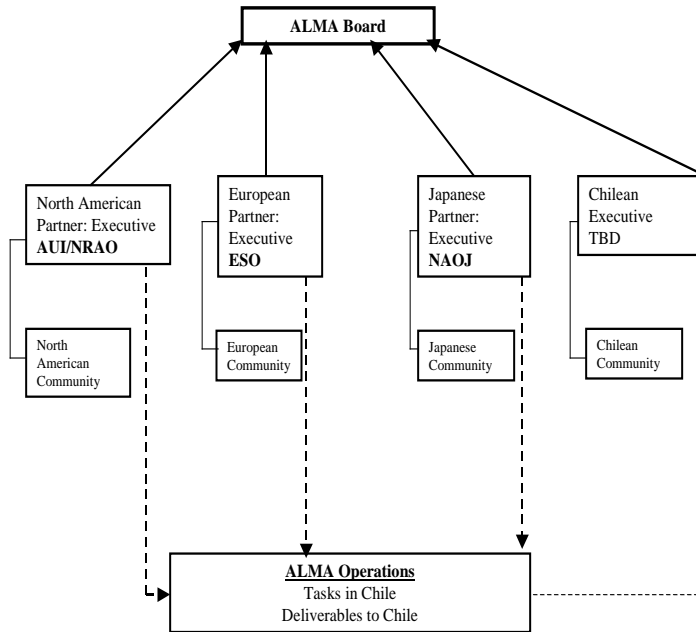 ALMA Board
North American
Partner: Executive
AUI/NRAO
European
Partner:
Executive
ESO
Japanese
Partner:
Executive
NAOJ
Chilean
Executive
TBD
North
American
Community
European
Community
Japanese
Community
Chilean
Community
ALMA Operations
Tasks in Chile
Deliverables to Chile